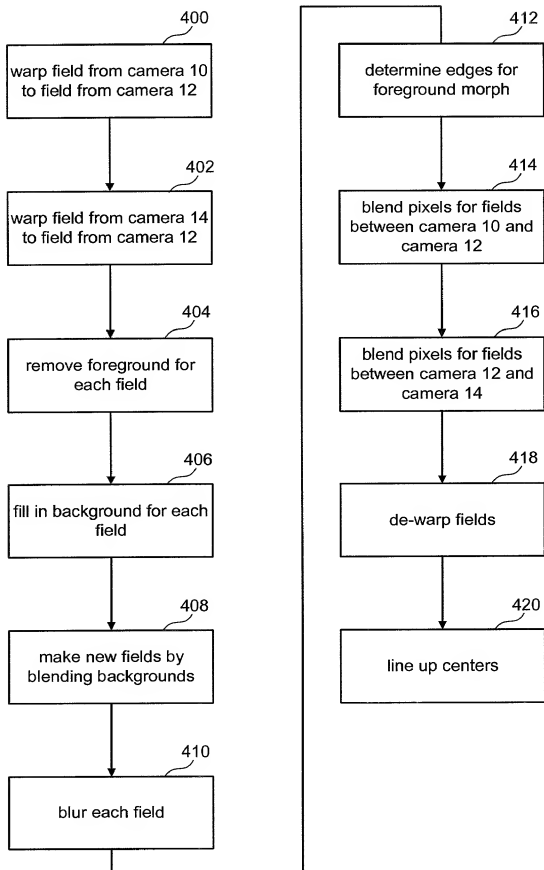 400
warp field from camera 10
to field from camera 12
402
warp field from camera 14
to field from camera 12
404
remove foreground for
each field
406
fill in background for each
field
408
make new fields by
blending backgrounds
410
blur each field
412
determine edges for
foreground morph
414
blend pixels for fields
between camera 10 and
camera 12
416
blend pixels for fields
between camera 12 and
camera 14
418
de-warp fields
420
line up centers